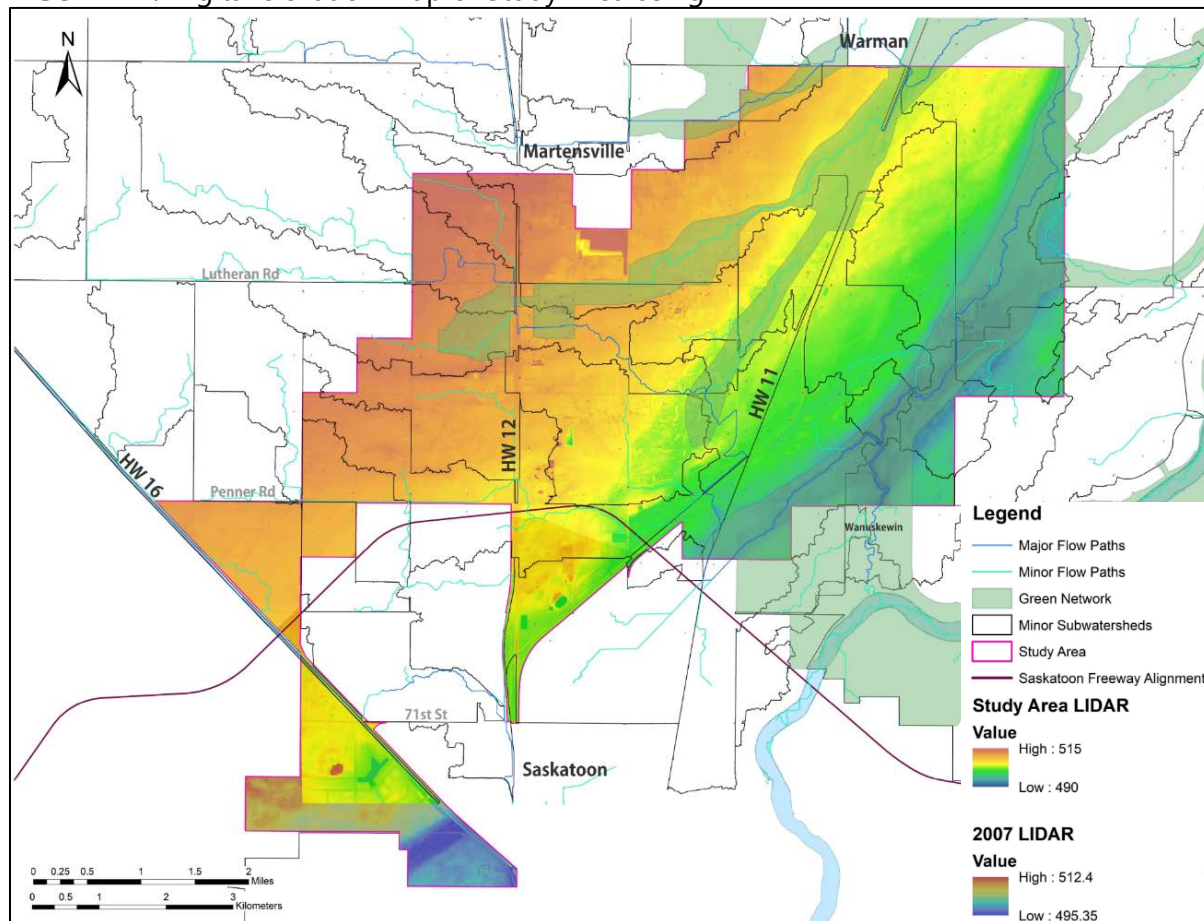 Warman
N
Martensville
Lutheran Rd
HW 11
HW 12
HW 16
Penner Rd
Wanuskewin
71st St
Saskatoon
Legend
Major Flow Paths
Minor Flow Paths
Green Network
Minor Subwatersheds
Study Area
Saskatoon Freeway Alignment
Study Area LIDAR
Value
High : 515
Low : 490
2007 LIDAR
Value
High : 512.4
Low : 495.35
0 0.25 0.5 1 1.5 2
Miles
0 0.5 1 2 3
Kilometers